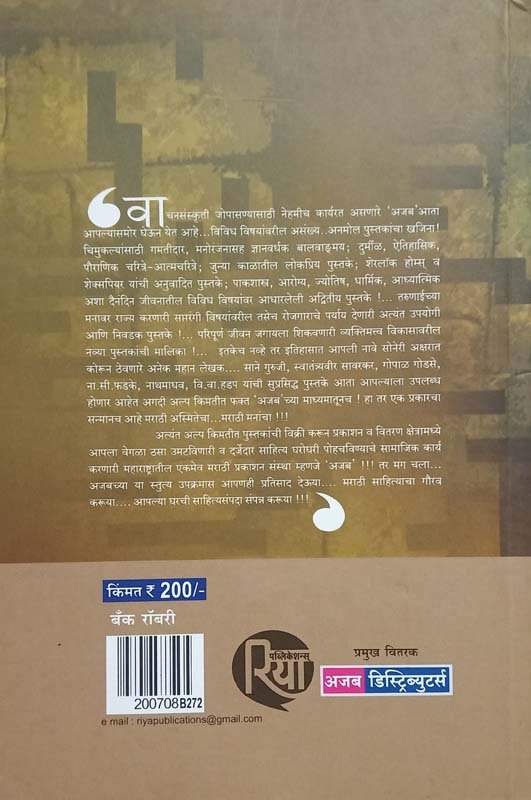 वाचनसंस्कृती जोपासण्यासाठी नेहमीच कार्यरत असणारे 'अजब'आता
आपल्यासमोर घेऊन येत आहे...विविध विषयांवरील असंख्य..अनमोल पुस्तकांचा खजिना!
चिमुकल्यांसाठी गमतीदार, मनोरंजनासह ज्ञानवर्धक बालवाङ्मय; दुर्मीळ, ऐतिहासिक,
पौराणिक चरित्रे-आत्मचरित्रे; जुन्या काळातील लोकप्रिय पुस्तके; शेरलॉक होम्स् व
शेक्सपियर यांची अनुवादित पुस्तके; पाकशास्त्र, आरोग्य, ज्योतिष, धार्मिक, आध्यात्मिक
अशा दैनंदिन जीवनातील विविध विषयांवर आधारलेली अद्वितीय पुस्तके !... तरुणाईच्या
मनावर राज्य करणारी सारंगी विषयांवरील तसेच रोजगाराचे पर्याय देणारी अत्यंत उपयोगी
आणि निवडक पुस्तके !... परिपूर्ण जीवन जगायला शिकवणारी व्यक्तिमत्त्व विकासावरील
नव्या पुस्तकांची मालिका !... इतकेच नव्हे तर इतिहासात आपली नावे सोनेरी अक्षरात
कोरून ठेवणारे अनेक महान लेखक.... साने गुरुजी, स्वातंत्र्यवीर सावरकर, गोपाळ गोडसे,
ना.सी.फडके, नाथमाधव, वि.वा.हडप यांची सुप्रसिद्ध पुस्तके आता आपल्याला उपलब्ध
होणार आहेत अगदी अल्प किमतीत फक्त 'अजब'च्या माध्यमातूनच ! हा तर एक प्रकारचा
सन्मानच आहे मराठी अस्मितेचा...मराठी मनांचा !!!
अत्यंत अल्प किमतीत पुस्तकांची विक्री करून प्रकाशन व वितरण क्षेत्रामध्ये
आपला वेगळा ठसा उमटविणारी व दर्जेदार साहित्य घरोघरी पोहचविण्याचे सामाजिक कार्य
करणारी महाराष्ट्रातील एकमेव मराठी प्रकाशन संस्था म्हणजे 'अजब' !!! तर मग चला...
अजबच्या या स्तुत्य उपक्रमास आपणही प्रतिसाद देऊया.... मराठी साहित्याचा गौरव
करूया.... आपल्या घरची साहित्यसंपदा संपन्न करूया !!!
किंमत ₹ 200/-
बँक रॉबरी
200708B272
e mail : riyapublications@gmail.com
पब्लिकेशन्स
रिया
प्रमुख वितरक
अजब डिस्ट्रिब्युटर्स